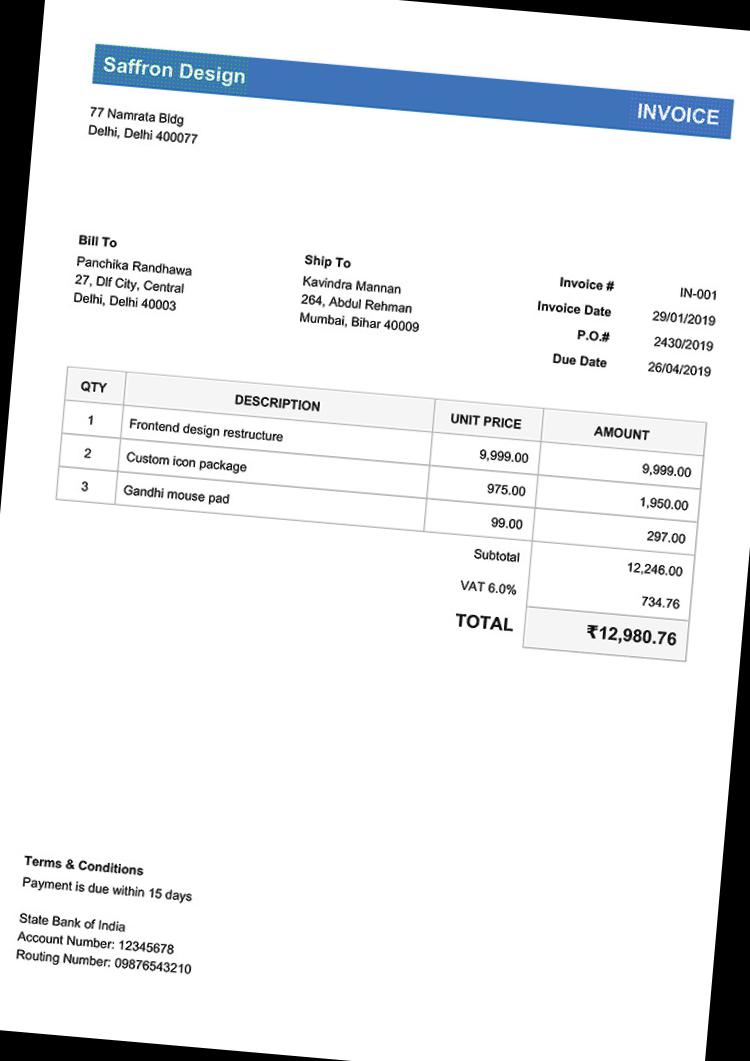 Saffron Design
INVOICE
77 Namrata Bldg
Delhi, Delhi 400077
Bill To
Panchika Randhawa
27, Dlf City, Central
Delhi, Delhi 40003
Ship To
Kavindra Mannan
264, Abdul Rehman
Mumbai, Bihar 40009
Invoice # IN-001
Invoice Date 29/01/2019
P.O.# 2430/2019
Due Date 26/04/2019
QTY DESCRIPTION UNIT PRICE AMOUNT
1 Frontend design restructure 9,999.00 9,999.00
2 Custom icon package 975.00 1,950.00
3 Gandhi mouse pad 99.00 297.00
Subtotal 12,246.00
VAT 6.0% 734.76
TOTAL ₹12,980.76
Terms & Conditions
Payment is due within 15 days
State Bank of India
Account Number: 12345678
Routing Number: 09876543210